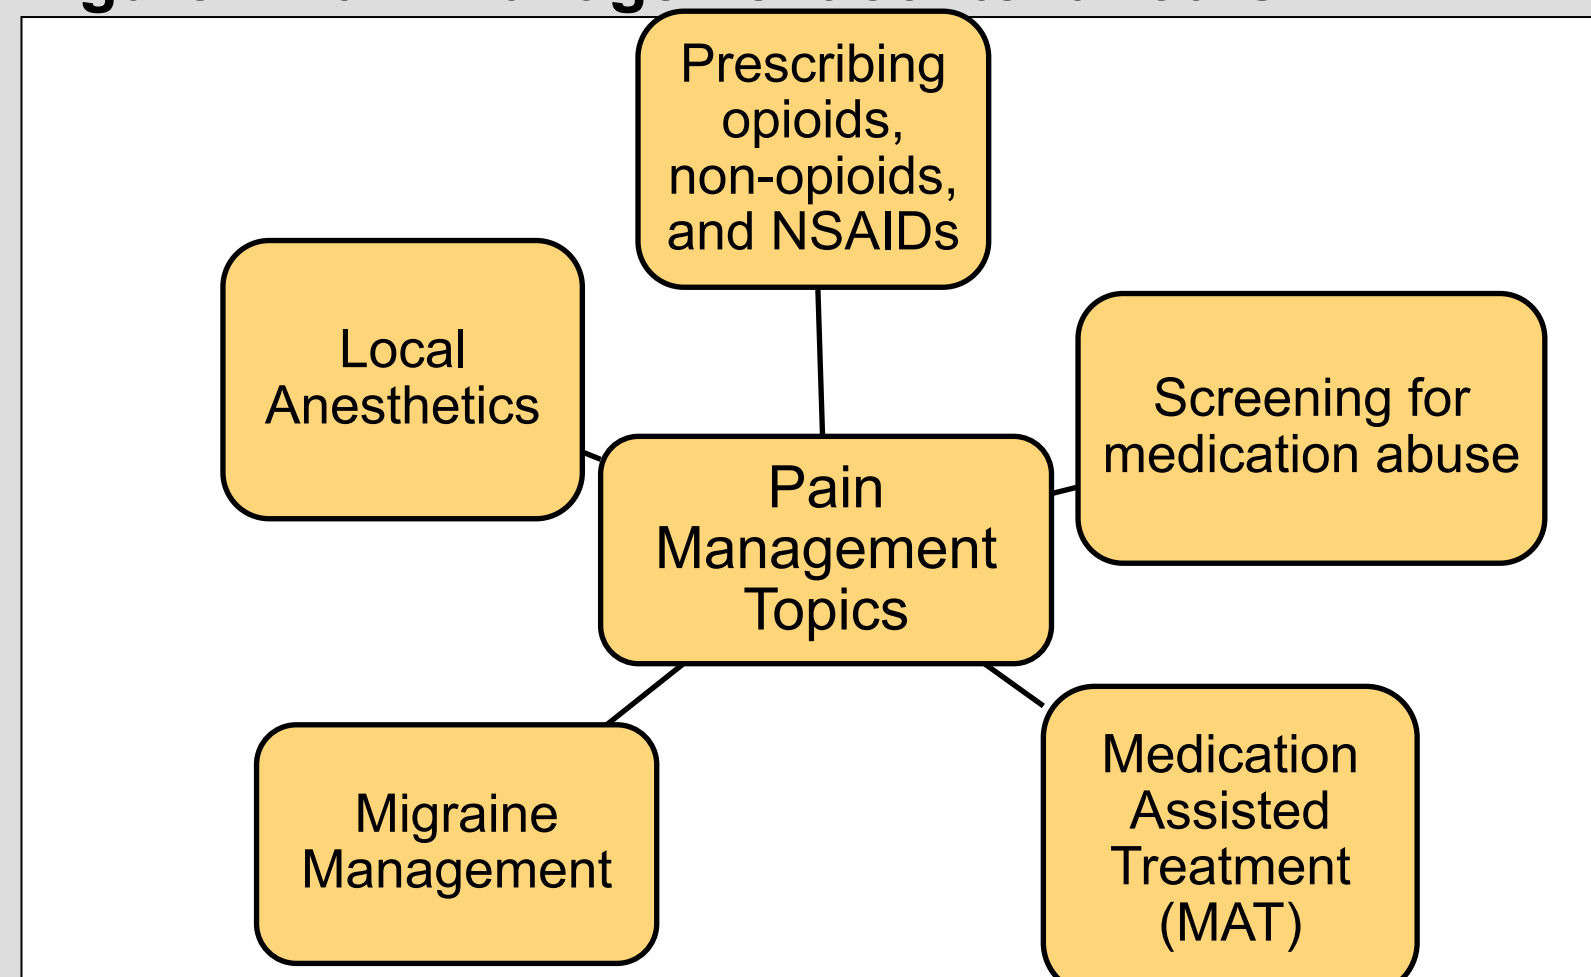 Prescribing
opioids,
non-opioids,
and NSAIDs
Local
Anesthetics
Screening for
medication abuse
Pain
Management
Topics
Migraine
Management
Medication
Assisted
Treatment
(MAT)